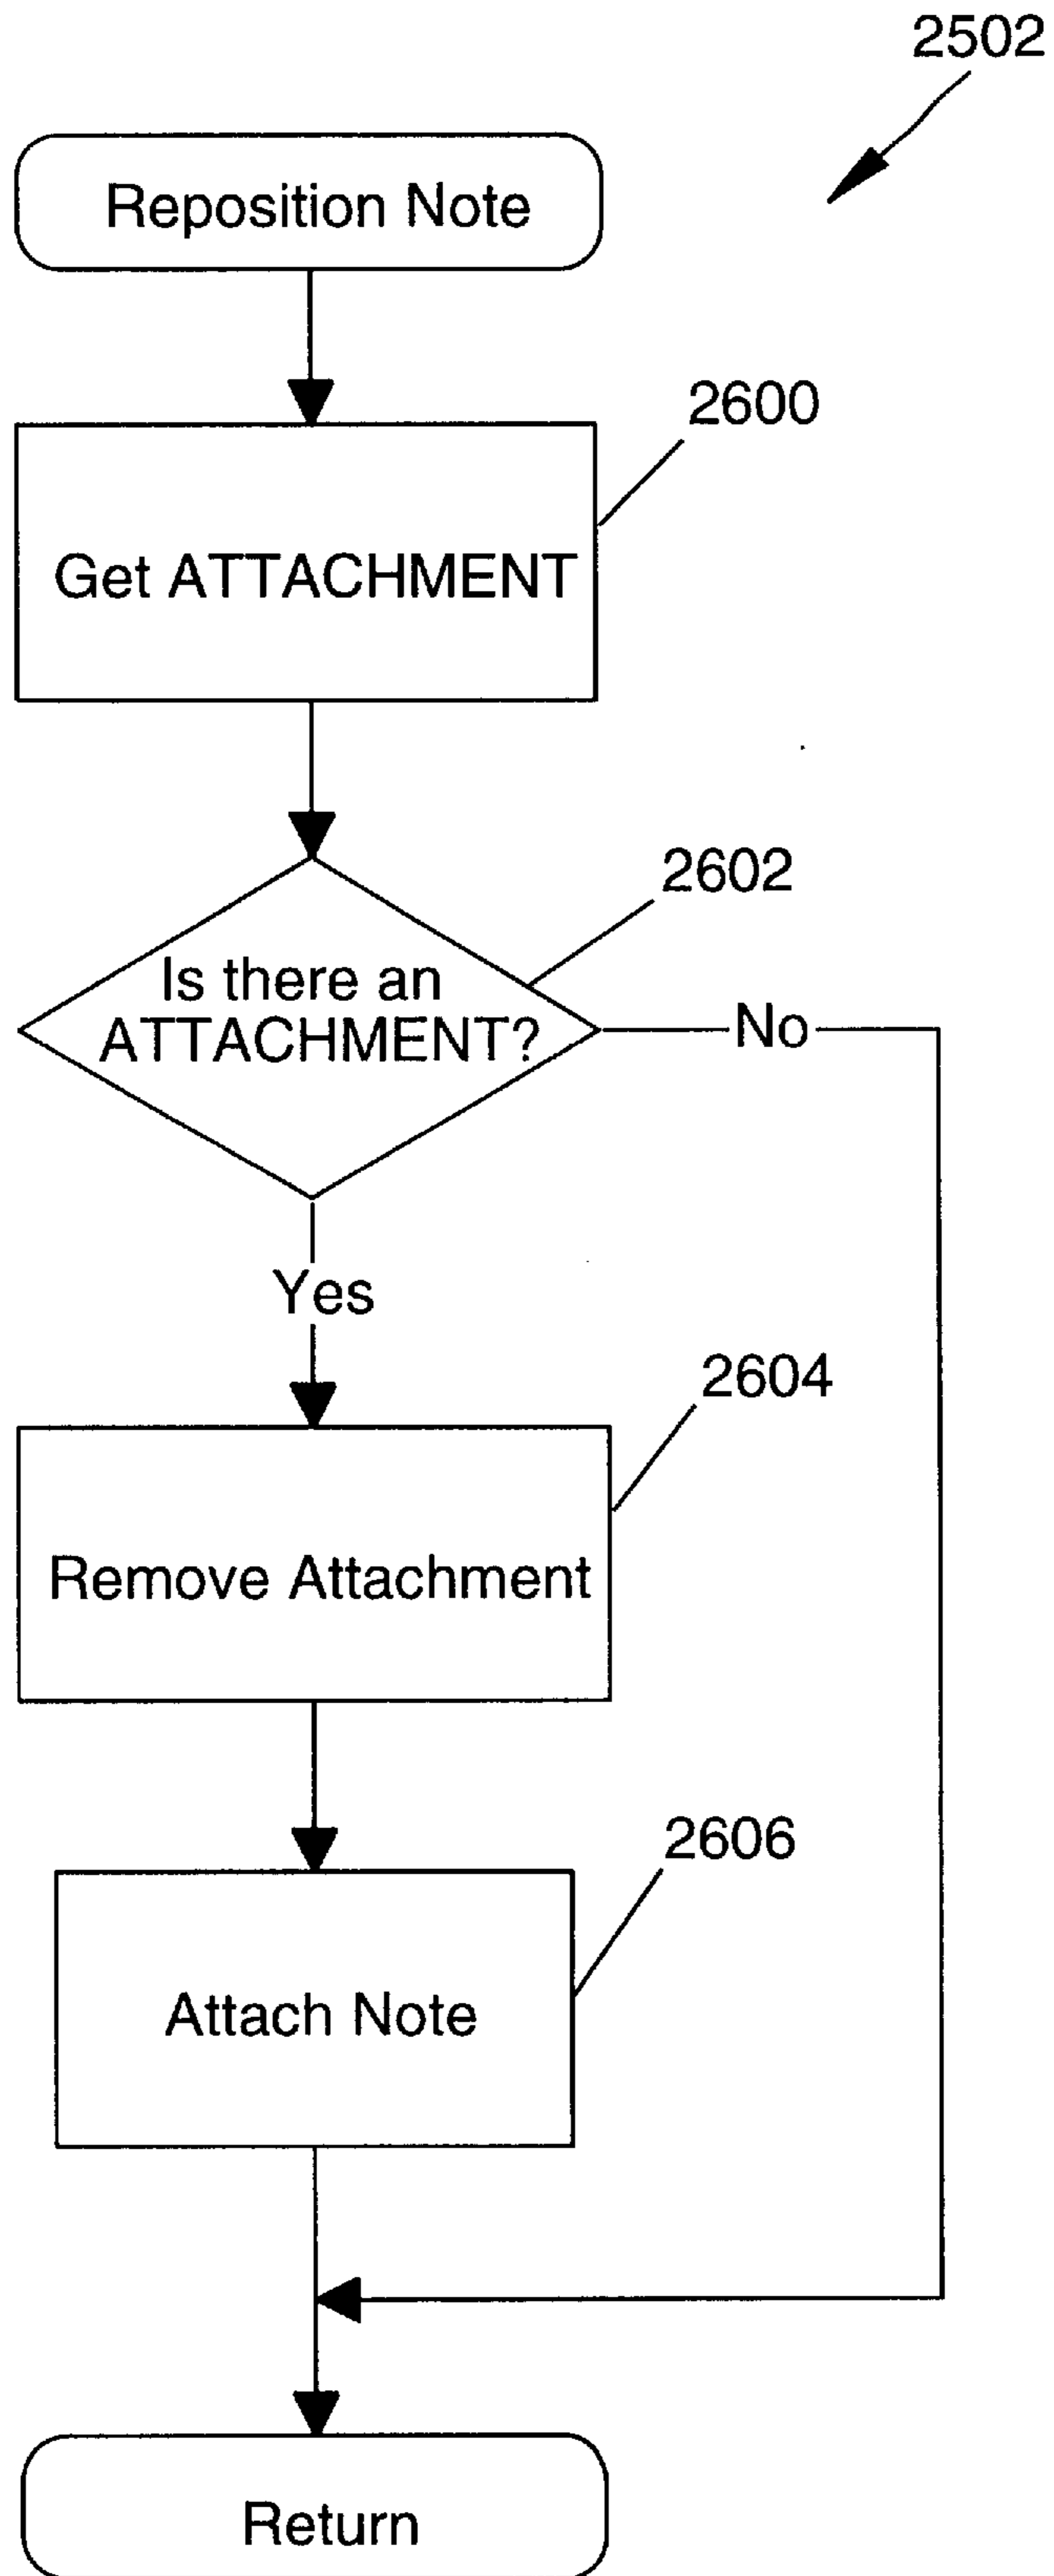 2502
Reposition Note
2600
Get ATTACHMENT
2602
Is there an
ATTACHMENT?
No
Yes
2604
Remove Attachment
2606
Attach Note
Return